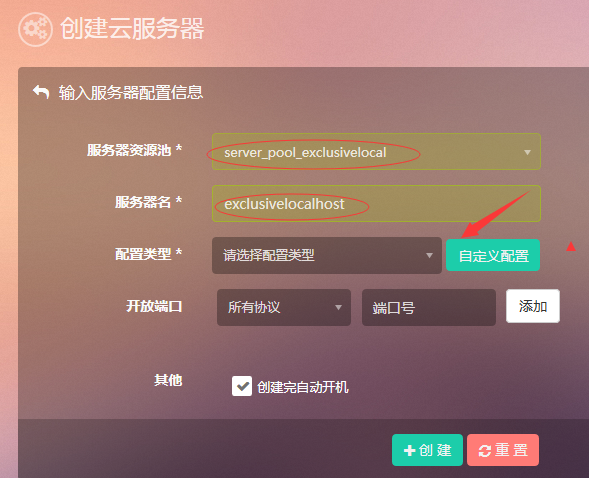 创建云服务器
输入服务器配置信息
服务器资源池 * server_pool_exclusivelocal
服务器名 * exclusivelocalhost
配置类型 * 请选择配置类型 自定义配置
开放端口 所有协议 端口号 添加
其他 创建完自动开机
创建 重置